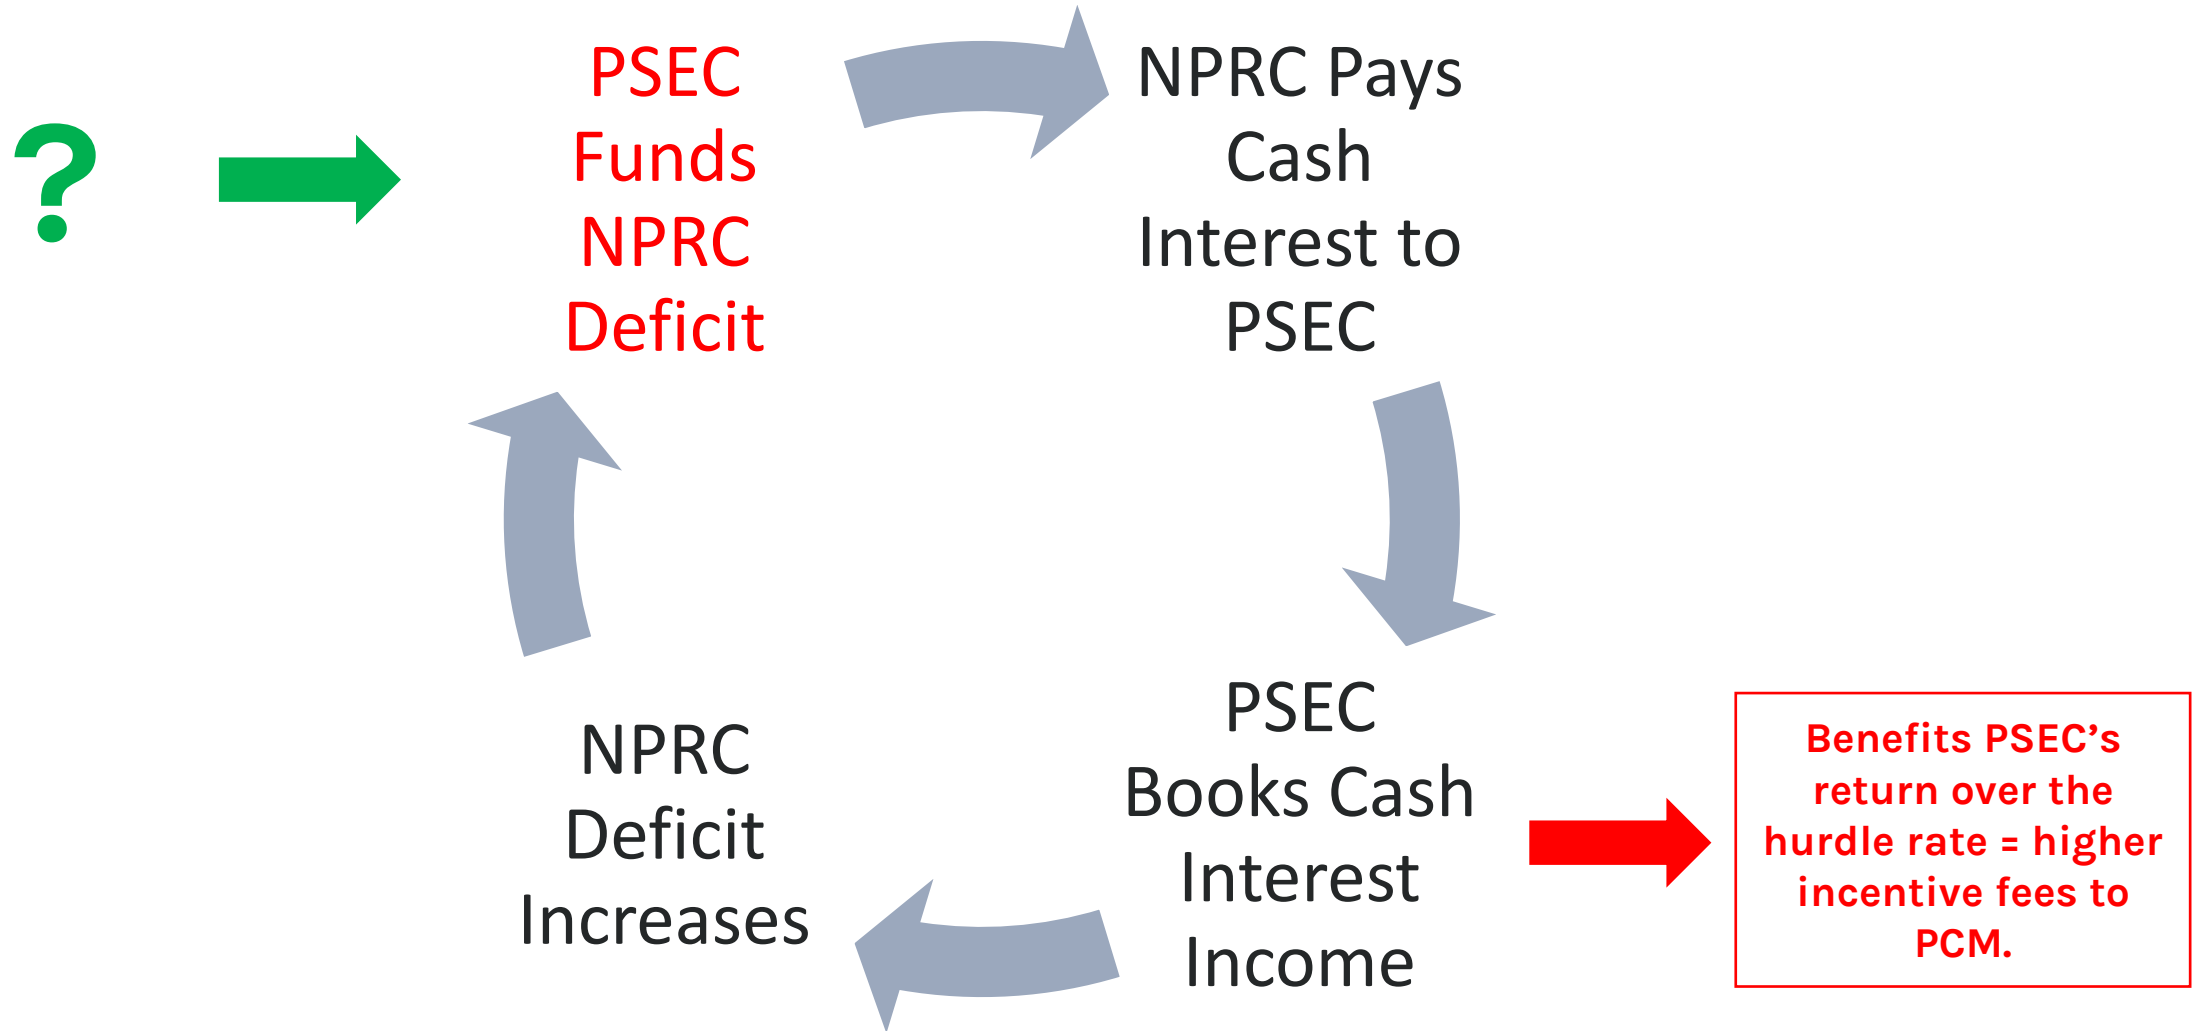 ?
PSEC
Funds
NPRC
Deficit
NPRC Pays
Cash
Interest to
PSEC
PSEC
Books Cash
Interest
Income
Benefits PSEC’s
return over the
hurdle rate = higher
incentive fees to
PCM.
NPRC
Deficit
Increases